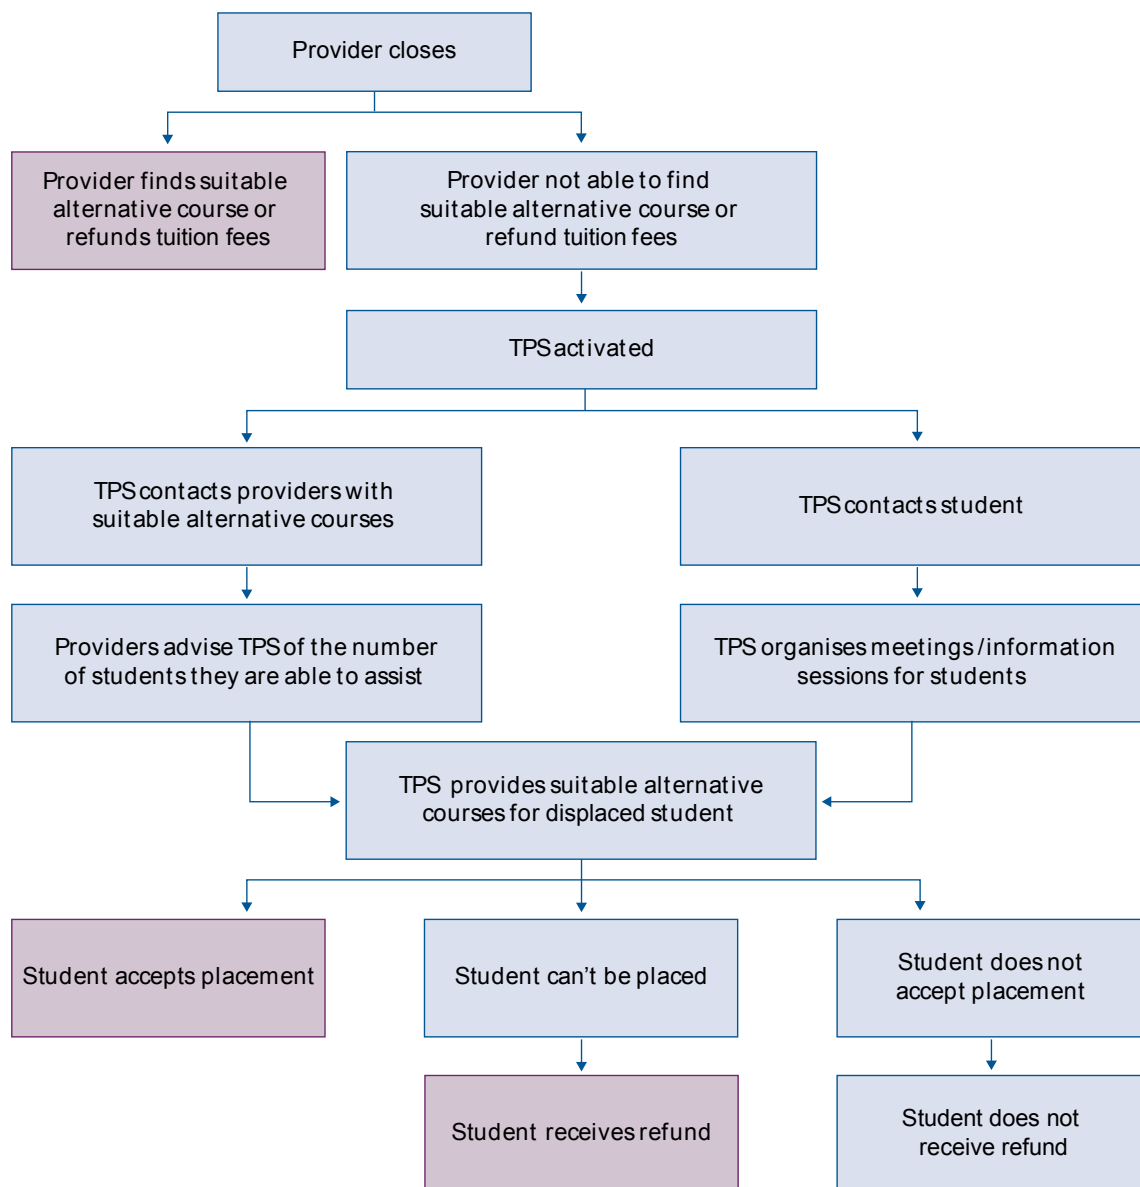 Provider closes
Provider finds suitable
alternative course or
refunds tuition fees
Provider not able to find
suitable alternative course or
refund tuition fees
TPS activated
TPS contacts providers with
suitable alternative courses
TPS contacts student
Providers advise TPS of the number
of students they are able to assist
TPS organises meetings / information
sessions for students
TPS provides suitable alternative
courses for displaced student
Student accepts placement
Student can’t be placed
Student does not
accept placement
Student receives refund
Student does not
receive refund